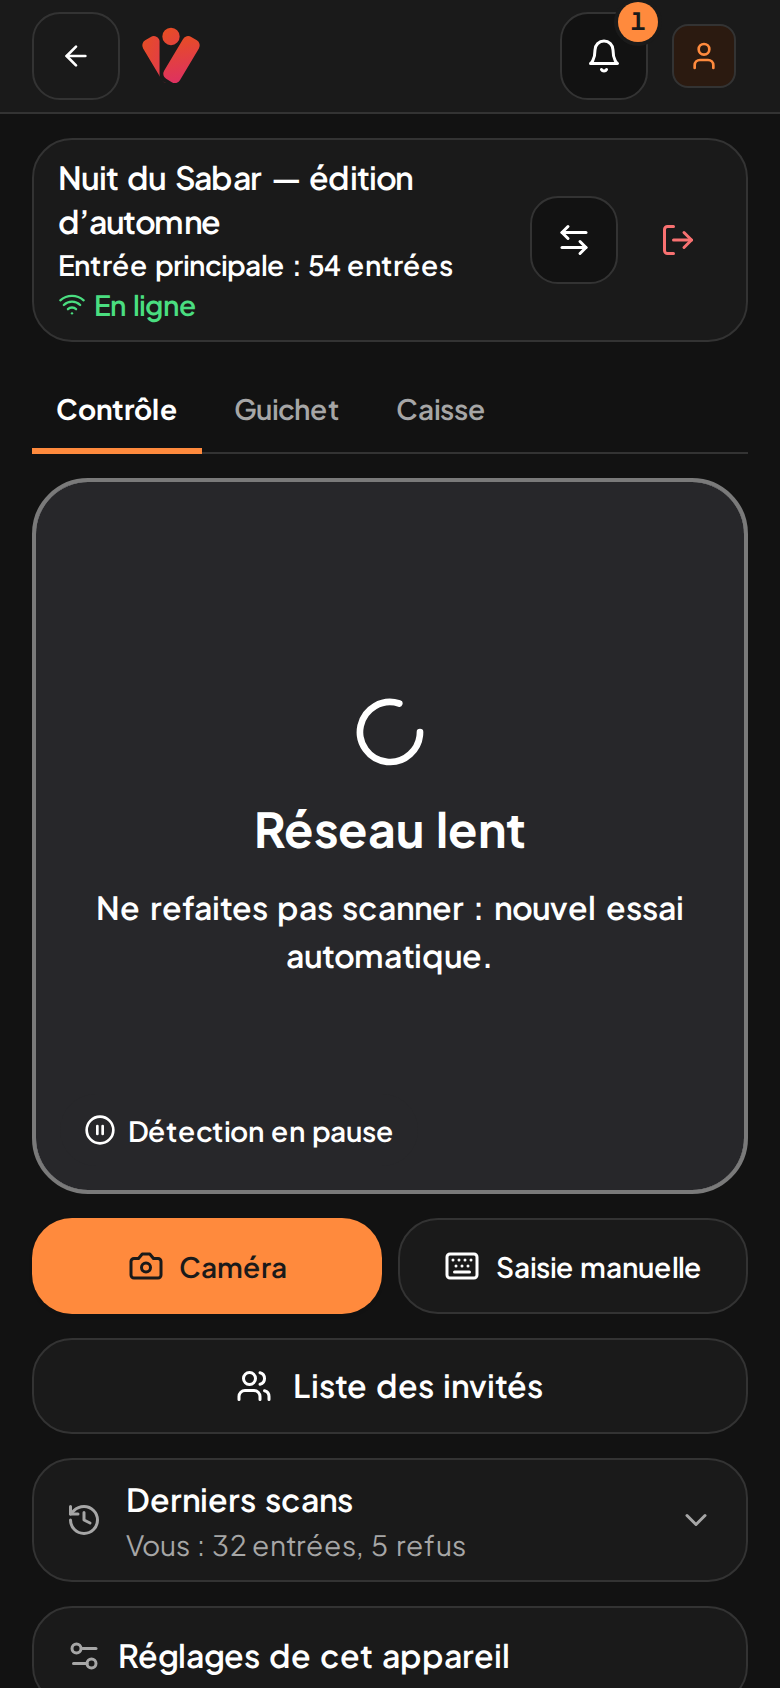 1
Nuit du Sabar — édition
d’automne
Entrée principale : 54 entrées
En ligne
Contrôle
Guichet
Caisse
Réseau lent
Ne refaites pas scanner : nouvel essai
automatique.
Détection en pause
Caméra
Saisie manuelle
Liste des invités
Derniers scans
Vous : 32 entrées, 5 refus
Réglages de cet appareil